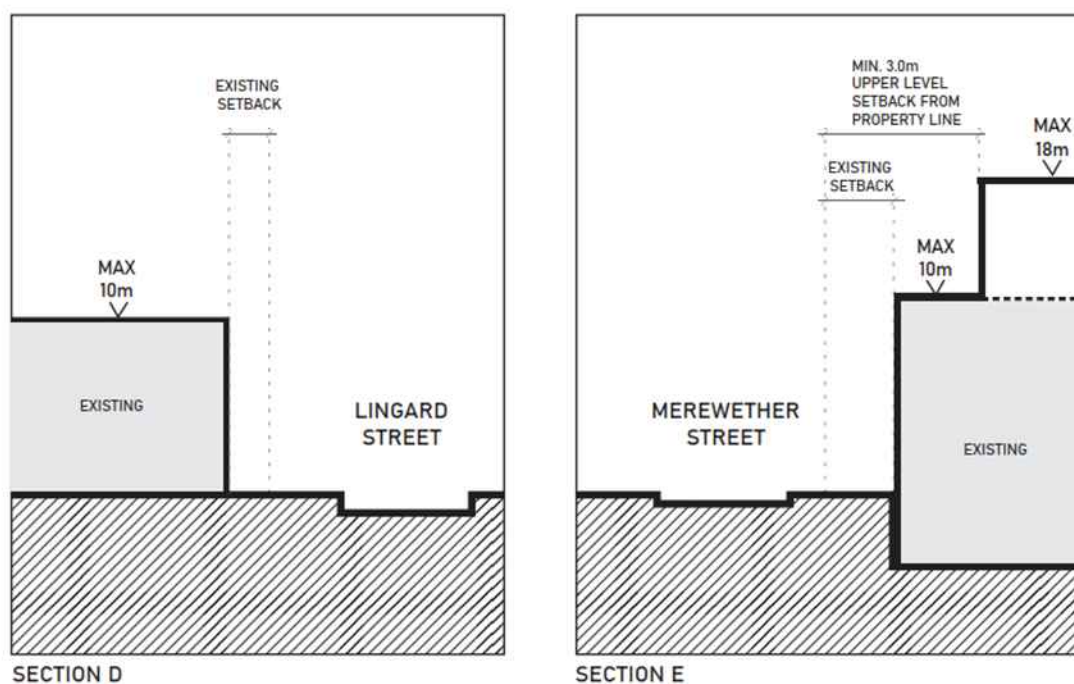 EXISTING
SETBACK
MAX
10m
EXISTING
LINGARD
STREET
SECTION D
MIN. 3.0m
UPPER LEVEL
SETBACK FROM
PROPERTY LINE
MAX
18m
EXISTING
SETBACK
MAX
10m
MEREWETHER
STREET
EXISTING
SECTION E